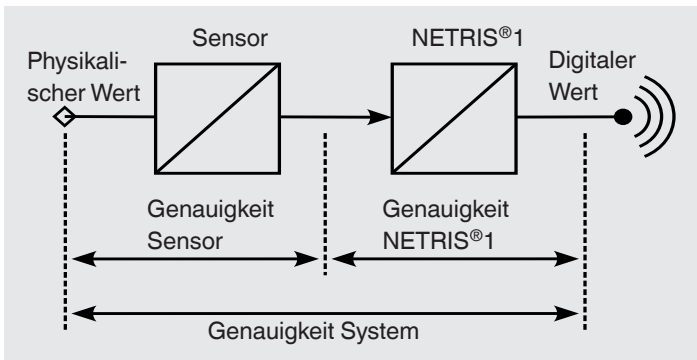 Sensor
NETRIS®1
Physikali-
scher Wert
Digitaler
Wert
Genauigkeit
Sensor
Genauigkeit
NETRIS®1
Genauigkeit System